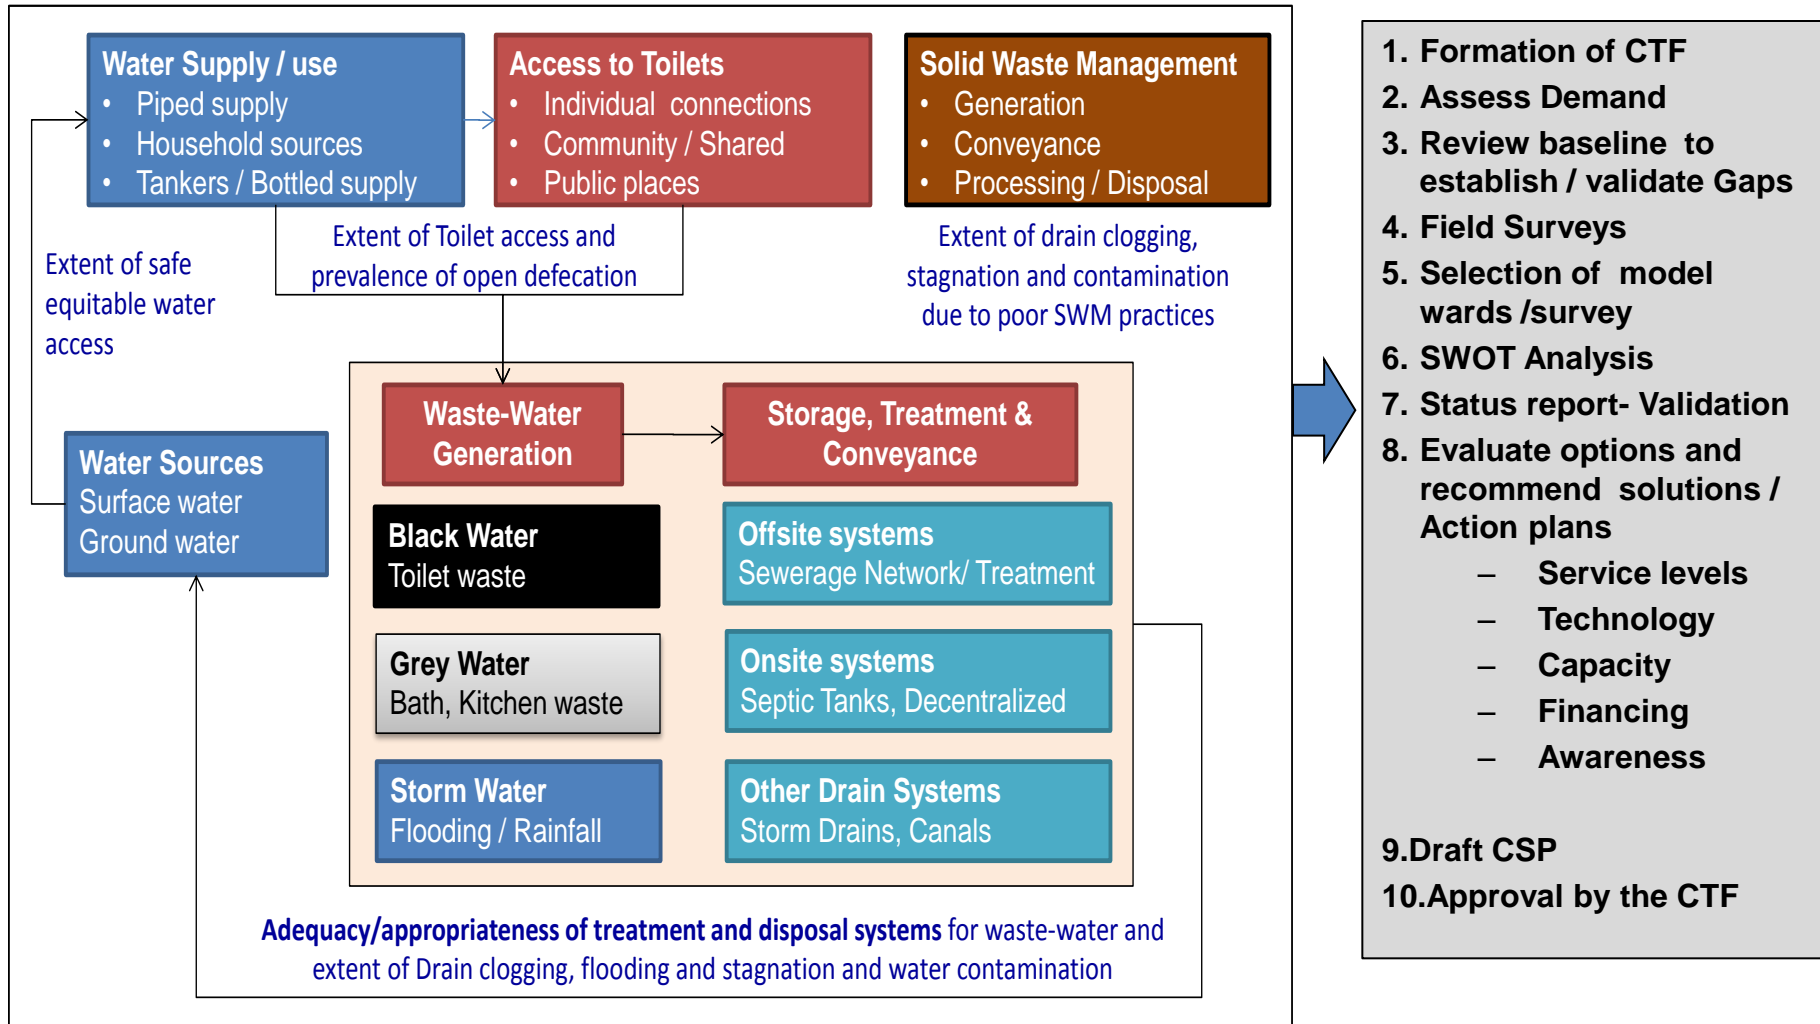 Water Supply / use
• Piped supply
• Household sources
• Tankers / Bottled supply
Access to Toilets
• Individual connections
• Community / Shared
• Public places
Solid Waste Management
• Generation
• Conveyance
• Processing / Disposal
Extent of safe
equitable water
access
Extent of Toilet access and
prevalence of open defecation
Extent of drain clogging,
stagnation and contamination
due to poor SWM practices
Water Sources
Surface water
Ground water
Waste-Water
Generation
Storage, Treatment &
Conveyance
Black Water
Toilet waste
Offsite systems
Sewerage Network/ Treatment
Grey Water
Bath, Kitchen waste
Onsite systems
Septic Tanks, Decentralized
Storm Water
Flooding / Rainfall
Other Drain Systems
Storm Drains, Canals
Adequacy/appropriateness of treatment and disposal systems for waste-water and
extent of Drain clogging, flooding and stagnation and water contamination
1. Formation of CTF
2. Assess Demand
3. Review baseline to
establish / validate Gaps
4. Field Surveys
5. Selection of model
wards /survey
6. SWOT Analysis
7. Status report- Validation
8. Evaluate options and
recommend solutions /
Action plans
– Service levels
– Technology
– Capacity
– Financing
– Awareness
9.Draft CSP
10.Approval by the CTF